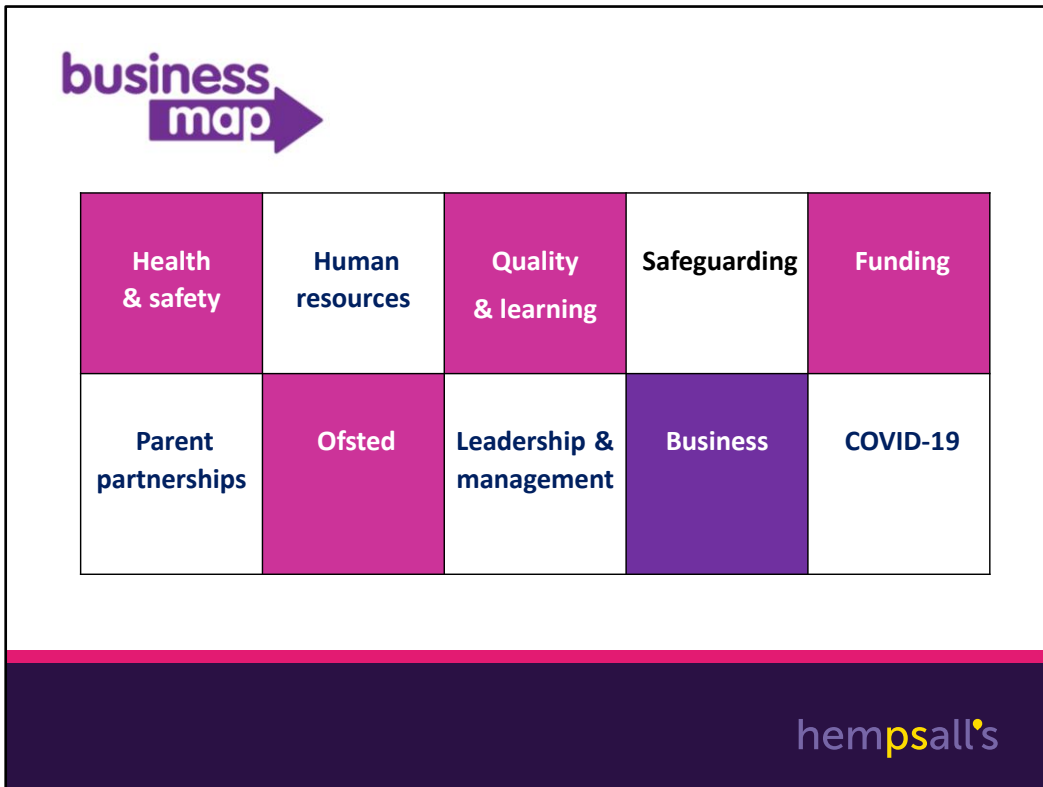 business
map
Health
& safety
Human
resources
Quality
& learning
Safeguarding
Funding
Parent
partnerships
Ofsted
Leadership &
management
Business
COVID-19
hempsall's